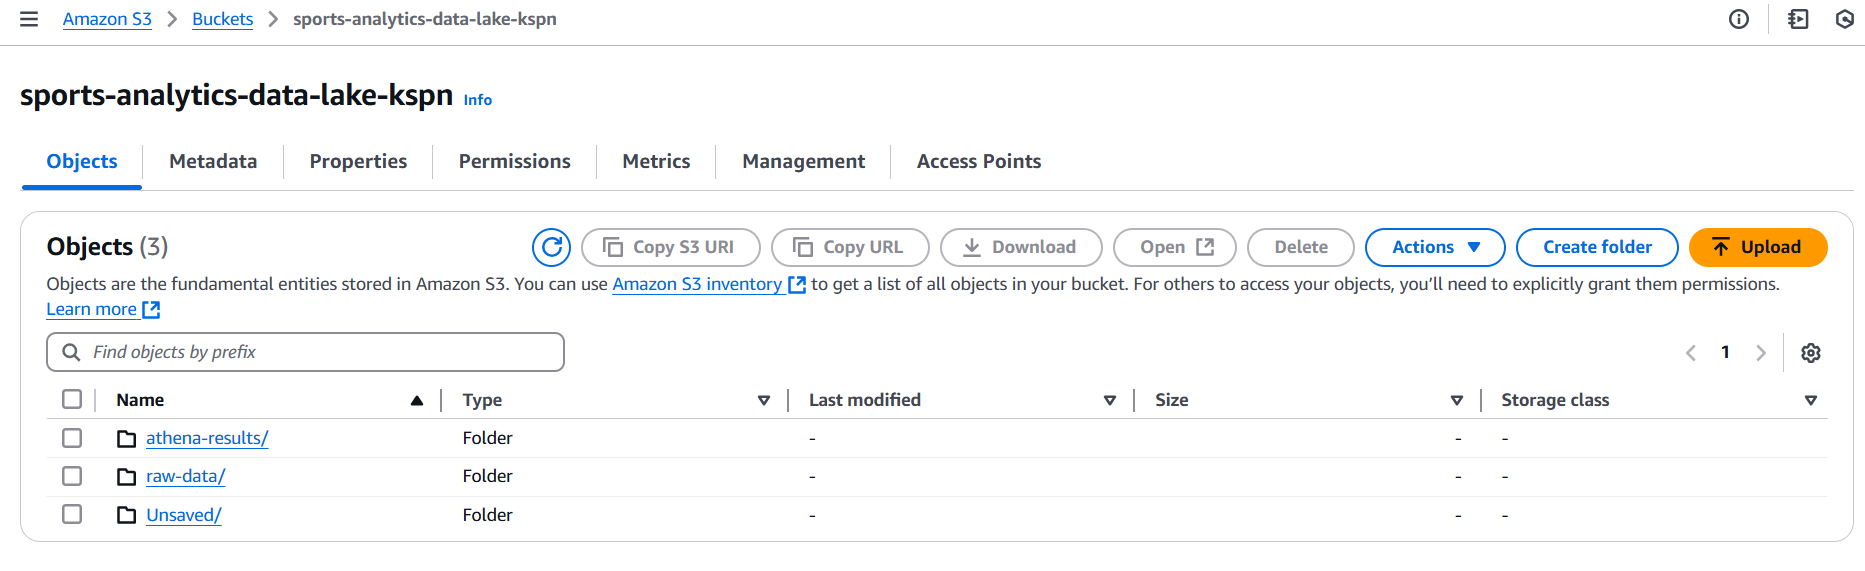 Amazon S3 > Buckets > sports-analytics-data-lake-kspn
sports-analytics-data-lake-kspn Info
Objects Metadata Properties Permissions Metrics Management Access Points
Objects (3) Copy S3 URI Copy URL Download Open Delete Actions Create folder Upload
Objects are the fundamental entities stored in Amazon S3. You can use Amazon S3 inventory to get a list of all objects in your bucket. For others to access your objects, you’ll need to explicitly grant them permissions.
Learn more
Find objects by prefix 1
Name Type Last modified Size Storage class
athena-results/ Folder - - -
raw-data/ Folder - - -
Unsaved/ Folder - - -